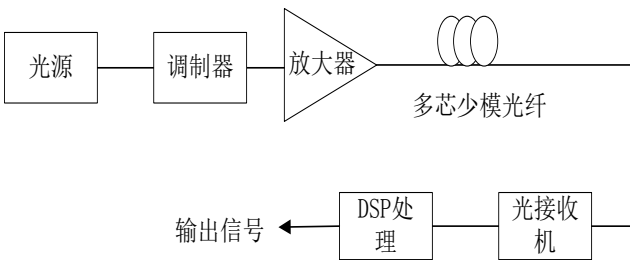 光源
调制器
放大器
多芯少模光纤
输出信号
DSP处
理
光接收
机